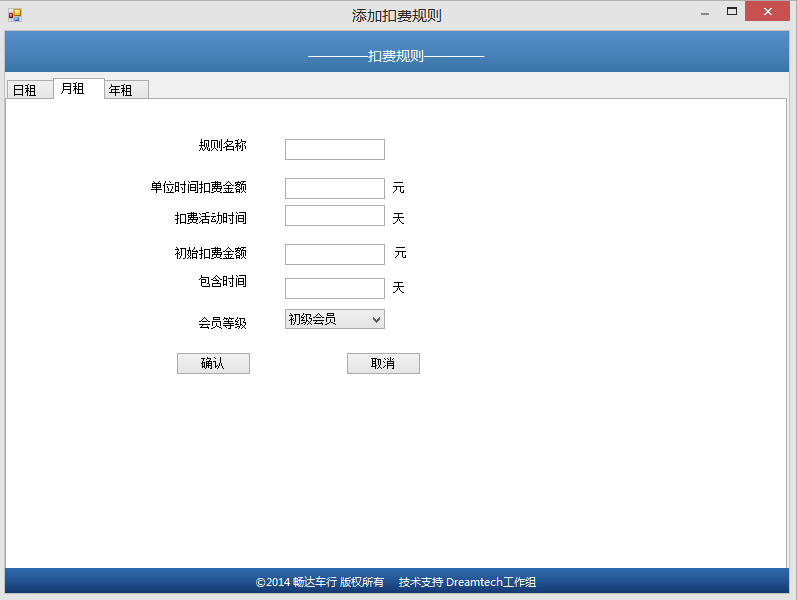 添加扣费规则
————扣费规则————
日租 月租 年租
规则名称
单位时间扣费金额 元
扣费活动时间 天
初始扣费金额 元
包含时间 天
会员等级 初级会员
确认 取消
©2014 畅达车行 版权所有 技术支持 Dreamtech工作组